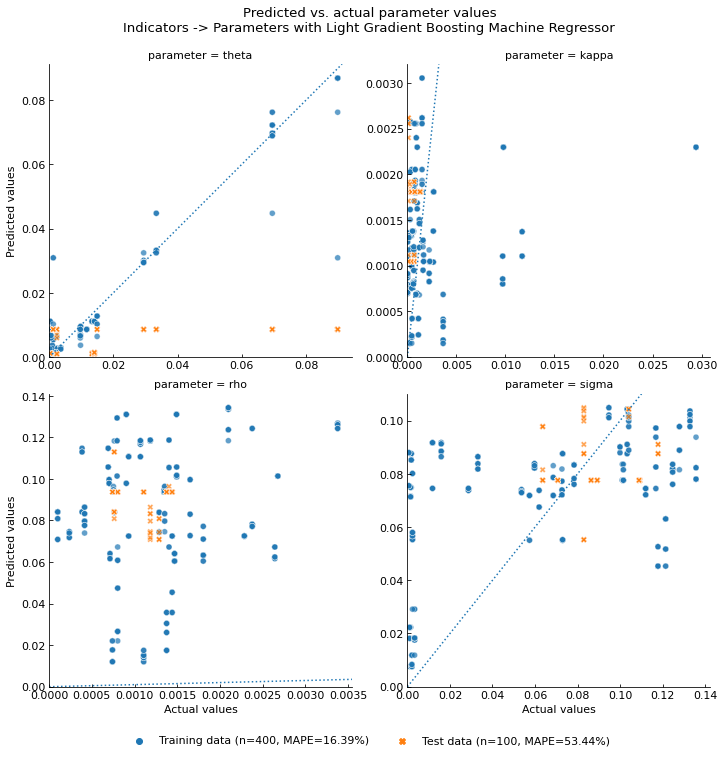 Predicted vs. actual parameter values
Indicators -> Parameters with Light Gradient Boosting Machine Regressor
parameter = theta
parameter = kappa
Predicted values
0.08
0.06
0.04
0.02
0.00
0.00 0.02 0.04 0.06 0.08
0.0030
0.0025
0.0020
0.0015
0.0010
0.0005
0.0000
0.000 0.005 0.010 0.015 0.020 0.025 0.030
parameter = rho
parameter = sigma
Predicted values
0.14
0.12
0.10
0.08
0.06
0.04
0.02
0.00
0.0000 0.0005 0.0010 0.0015 0.0020 0.0025 0.0030 0.0035
Actual values
0.10
0.08
0.06
0.04
0.02
0.00
0.00 0.02 0.04 0.06 0.08 0.10 0.12 0.14
Actual values
Training data (n=400, MAPE=16.39%)
Test data (n=100, MAPE=53.44%)